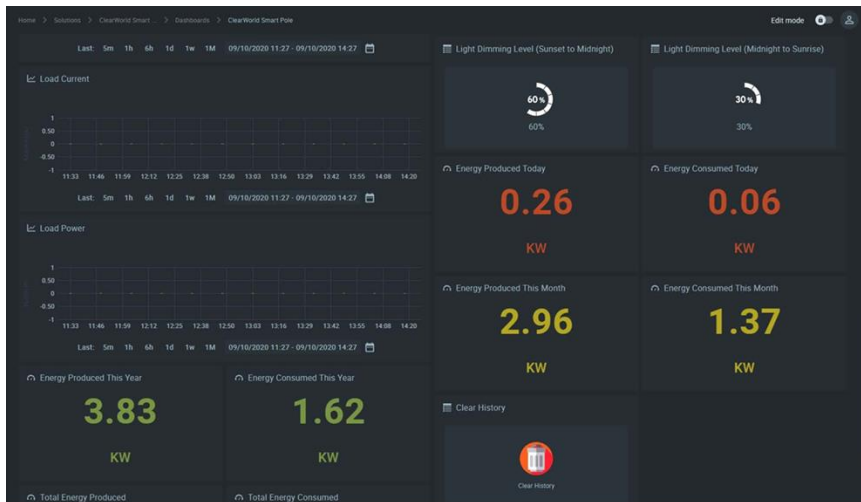 Home > Solutions > ClearWorld Smart ... > Dashboards > ClearWorld Smart Pole
Edit mode
Last: 5m 1h 6h 1d 1w 1M 09/10/2020 11:27 - 09/10/2020 14:27
Load Current
1
0.50
0
-0.50
-1
11:33 11:46 11:59 12:12 12:25 12:38 12:50 13:03 13:16 13:29 13:42 13:55 14:08 14:20
Last: 5m 1h 6h 1d 1w 1M 09/10/2020 11:27 - 09/10/2020 14:27
Load Power
1
0.50
0
-0.50
-1
11:33 11:46 11:59 12:12 12:25 12:38 12:50 13:03 13:16 13:29 13:42 13:55 14:08 14:20
Last: 5m 1h 6h 1d 1w 1M 09/10/2020 11:27 - 09/10/2020 14:27
Energy Produced This Year
3.83
KW
Energy Consumed This Year
1.62
KW
Total Energy Produced
Total Energy Consumed
Light Dimming Level (Sunset to Midnight)
60 %
60%
Light Dimming Level (Midnight to Sunrise)
30 %
30%
Energy Produced Today
0.26
KW
Energy Consumed Today
0.06
KW
Energy Produced This Month
2.96
KW
Energy Consumed This Month
1.37
KW
Clear History
Clear History